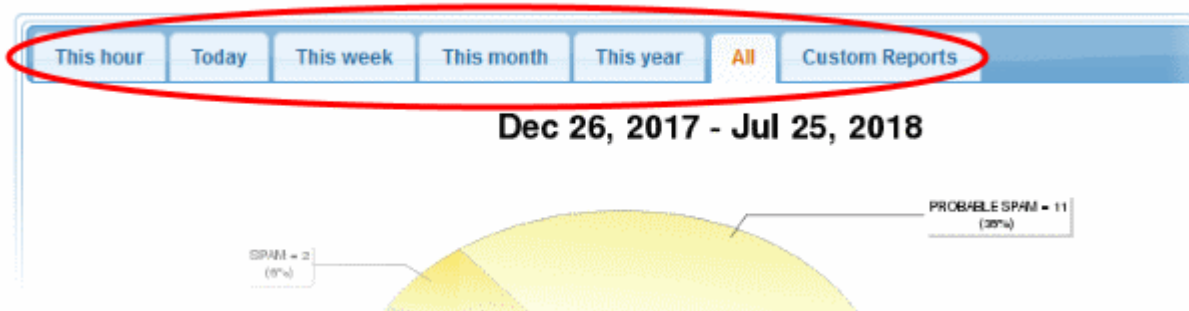 This hour Today This week This month This year All Custom Reports
Dec 26, 2017 - Jul 25, 2018
PROBABLE SPAM = 11
SPAM = 2